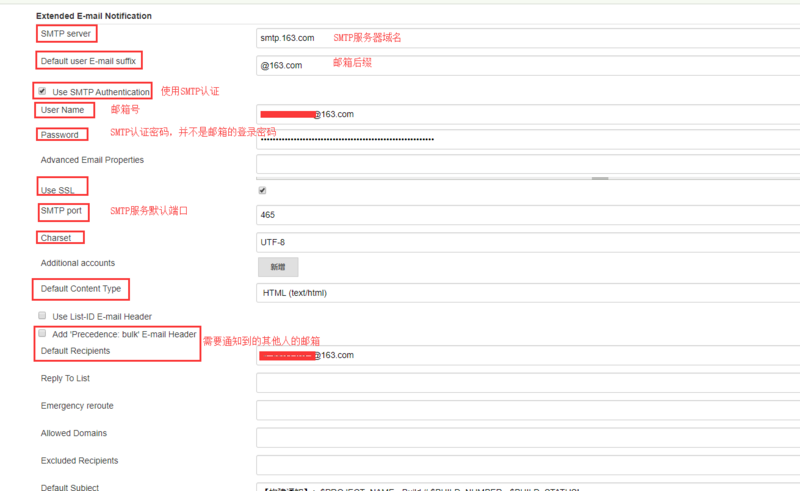 Extended E-mail Notification
SMTP server
smtp.163.com SMTP服务器域名
Default user E-mail suffix
@163.com 邮箱后缀
Use SMTP Authentication 使用SMTP认证
User Name 邮箱号
@163.com
Password SMTP认证密码，并不是邮箱的登录密码
Advanced Email Properties
Use SSL
SMTP port SMTP服务默认端口
465
Charset
UTF-8
Additional accounts
新增
Default Content Type
HTML (text/html)
Use List-ID E-mail Header
Add 'Precedence: bulk' E-mail Header
需要通知到的其他人的邮箱
Default Recipients
@163.com
Reply To List
Emergency reroute
Allowed Domains
Excluded Recipients
Default Subject